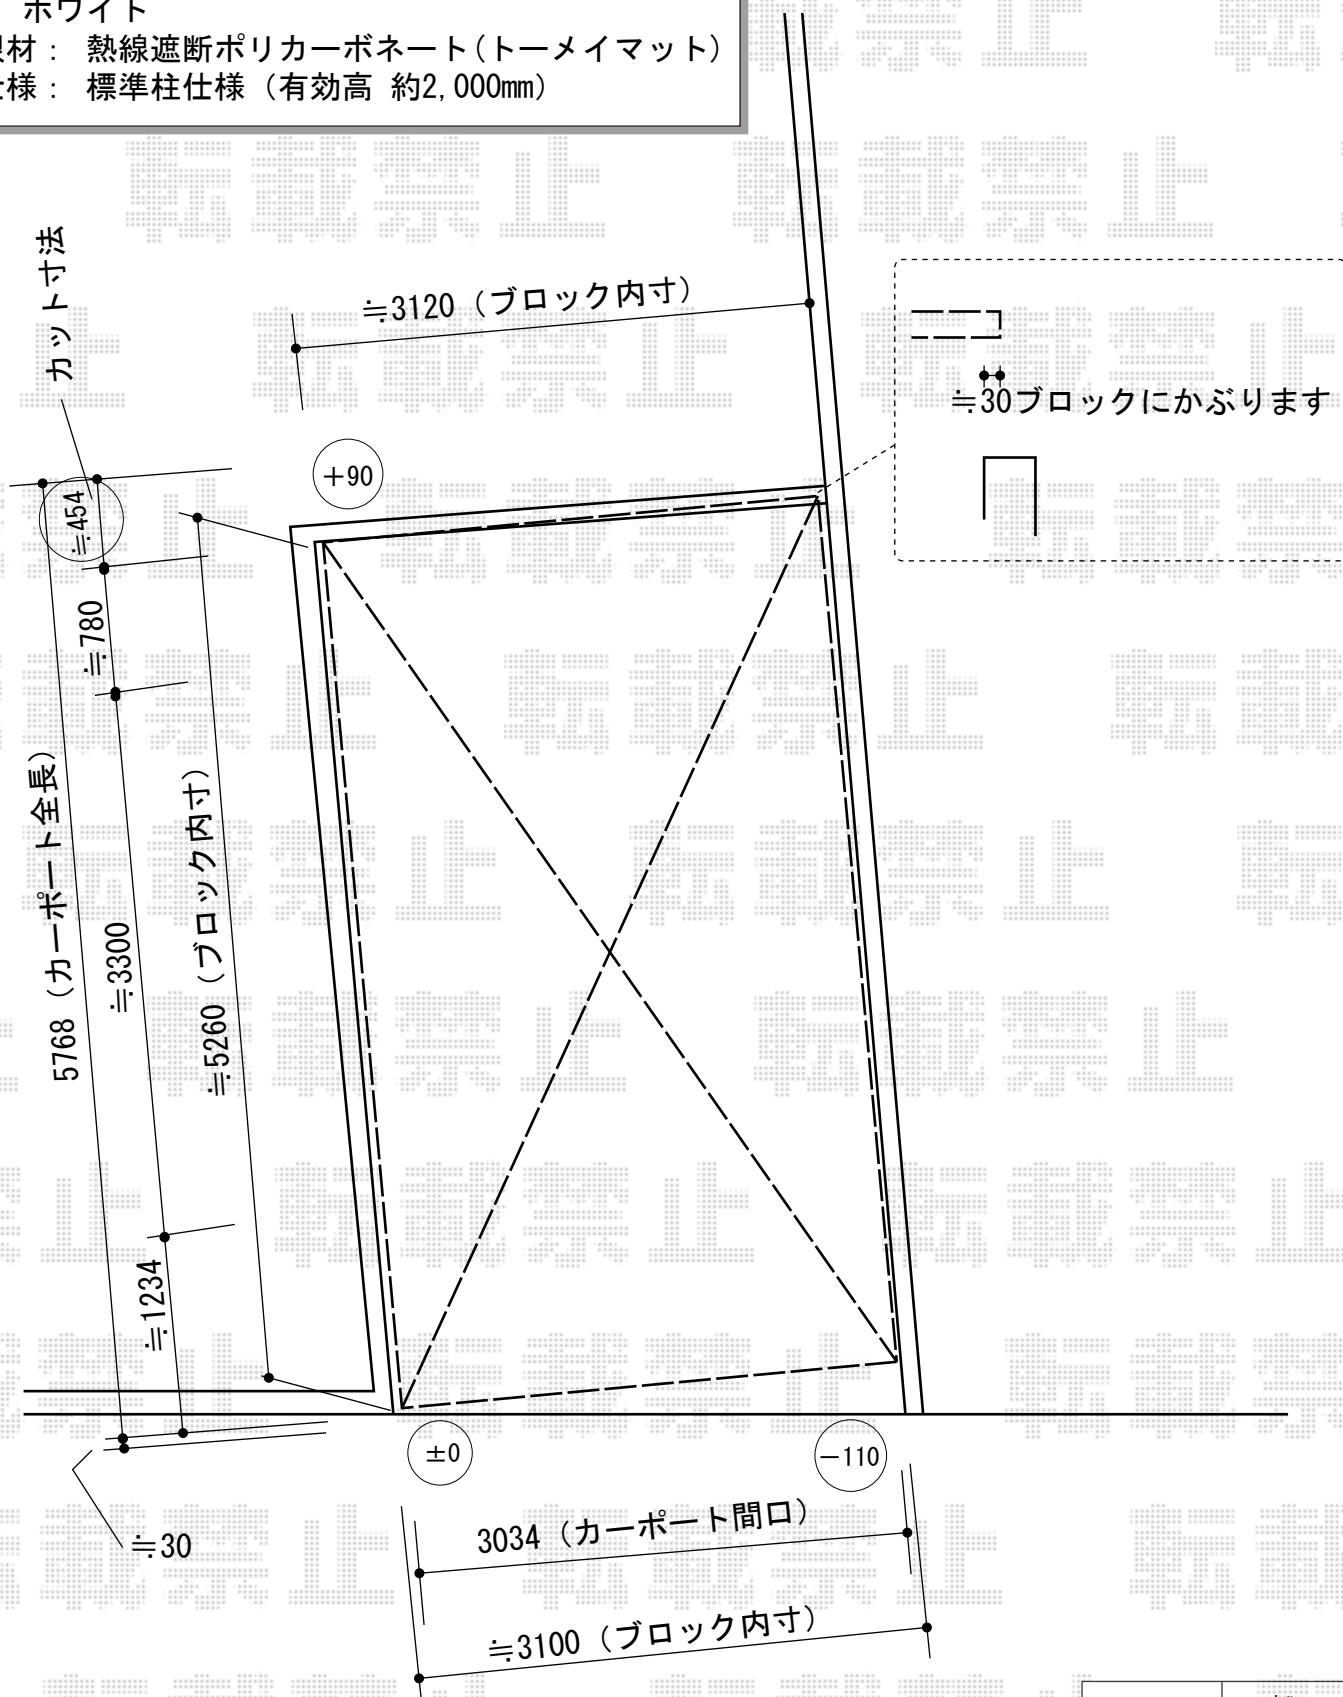 ホワイト
材： 熱線遮断ポリカーボネート(トーメイマット)
様： 標準柱仕様 (有効高 約2,000mm)
カット寸法
≒3120 (ブロック内寸)
≒30ブロックにかぶります
+90
≒454
≒780
5768 (カーポート全長)
≒3300
≒5260 (ブロック内寸)
≒1234
±0
−110
≒30
3034 (カーポート間口)
≒3100 (ブロック内寸)
転載禁止